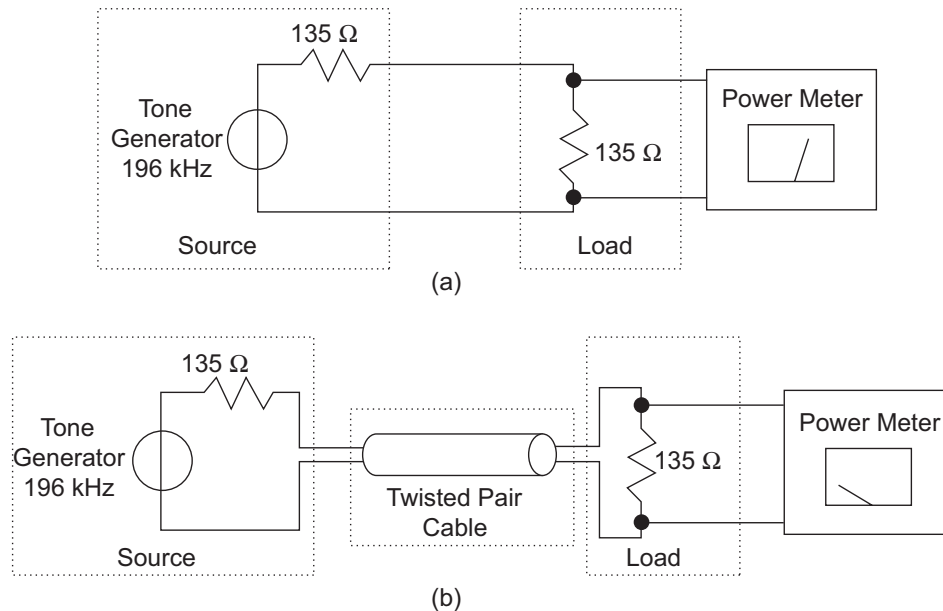 135 Ω
Tone
Generator
196 kHz
135 Ω
Power Meter
Source
Load
(a)
135 Ω
Tone
Generator
196 kHz
Twisted Pair
Cable
135 Ω
Power Meter
Source
Load
(b)